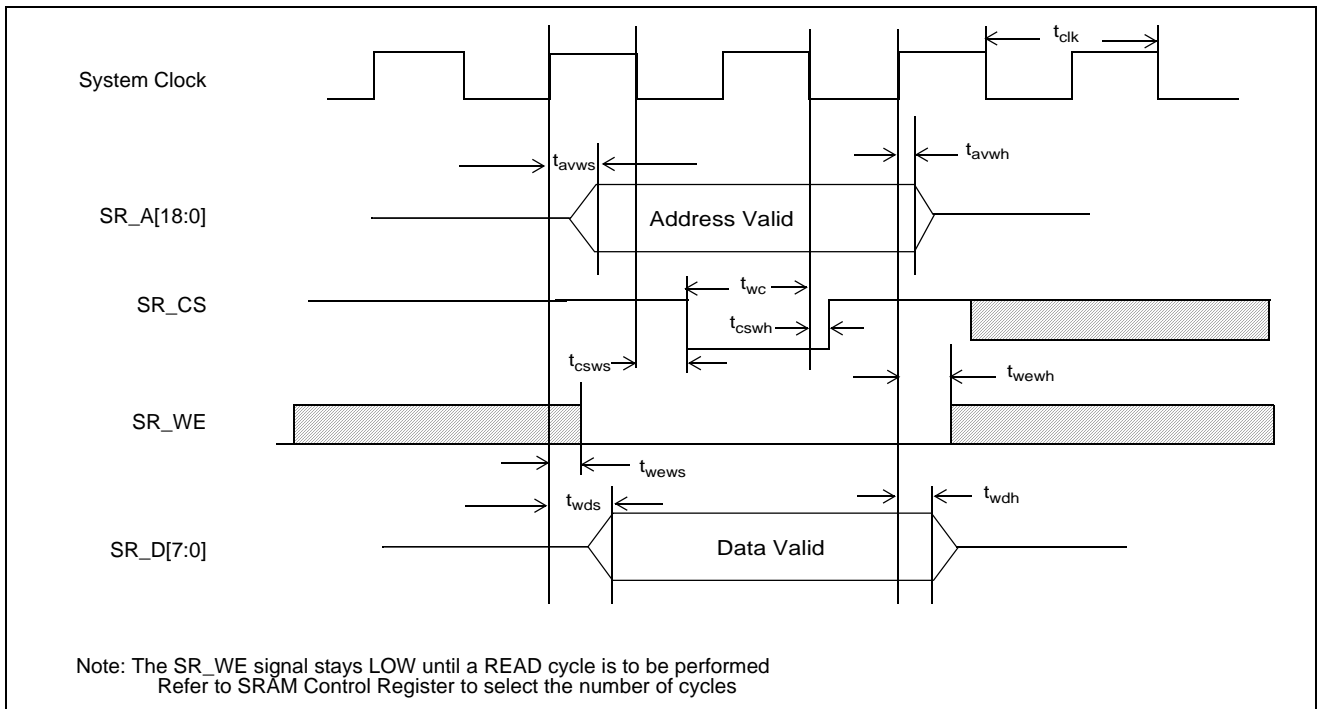 t_clk
System Clock
t_avws
t_avwh
SR_A[18:0]
Address Valid
t_wc
SR_CS
t_cswh
t_csws
t_wewh
SR_WE
t_wews
t_wds
t_wdh
SR_D[7:0]
Data Valid
Note: The SR_WE signal stays LOW until a READ cycle is to be performed
Refer to SRAM Control Register to select the number of cycles